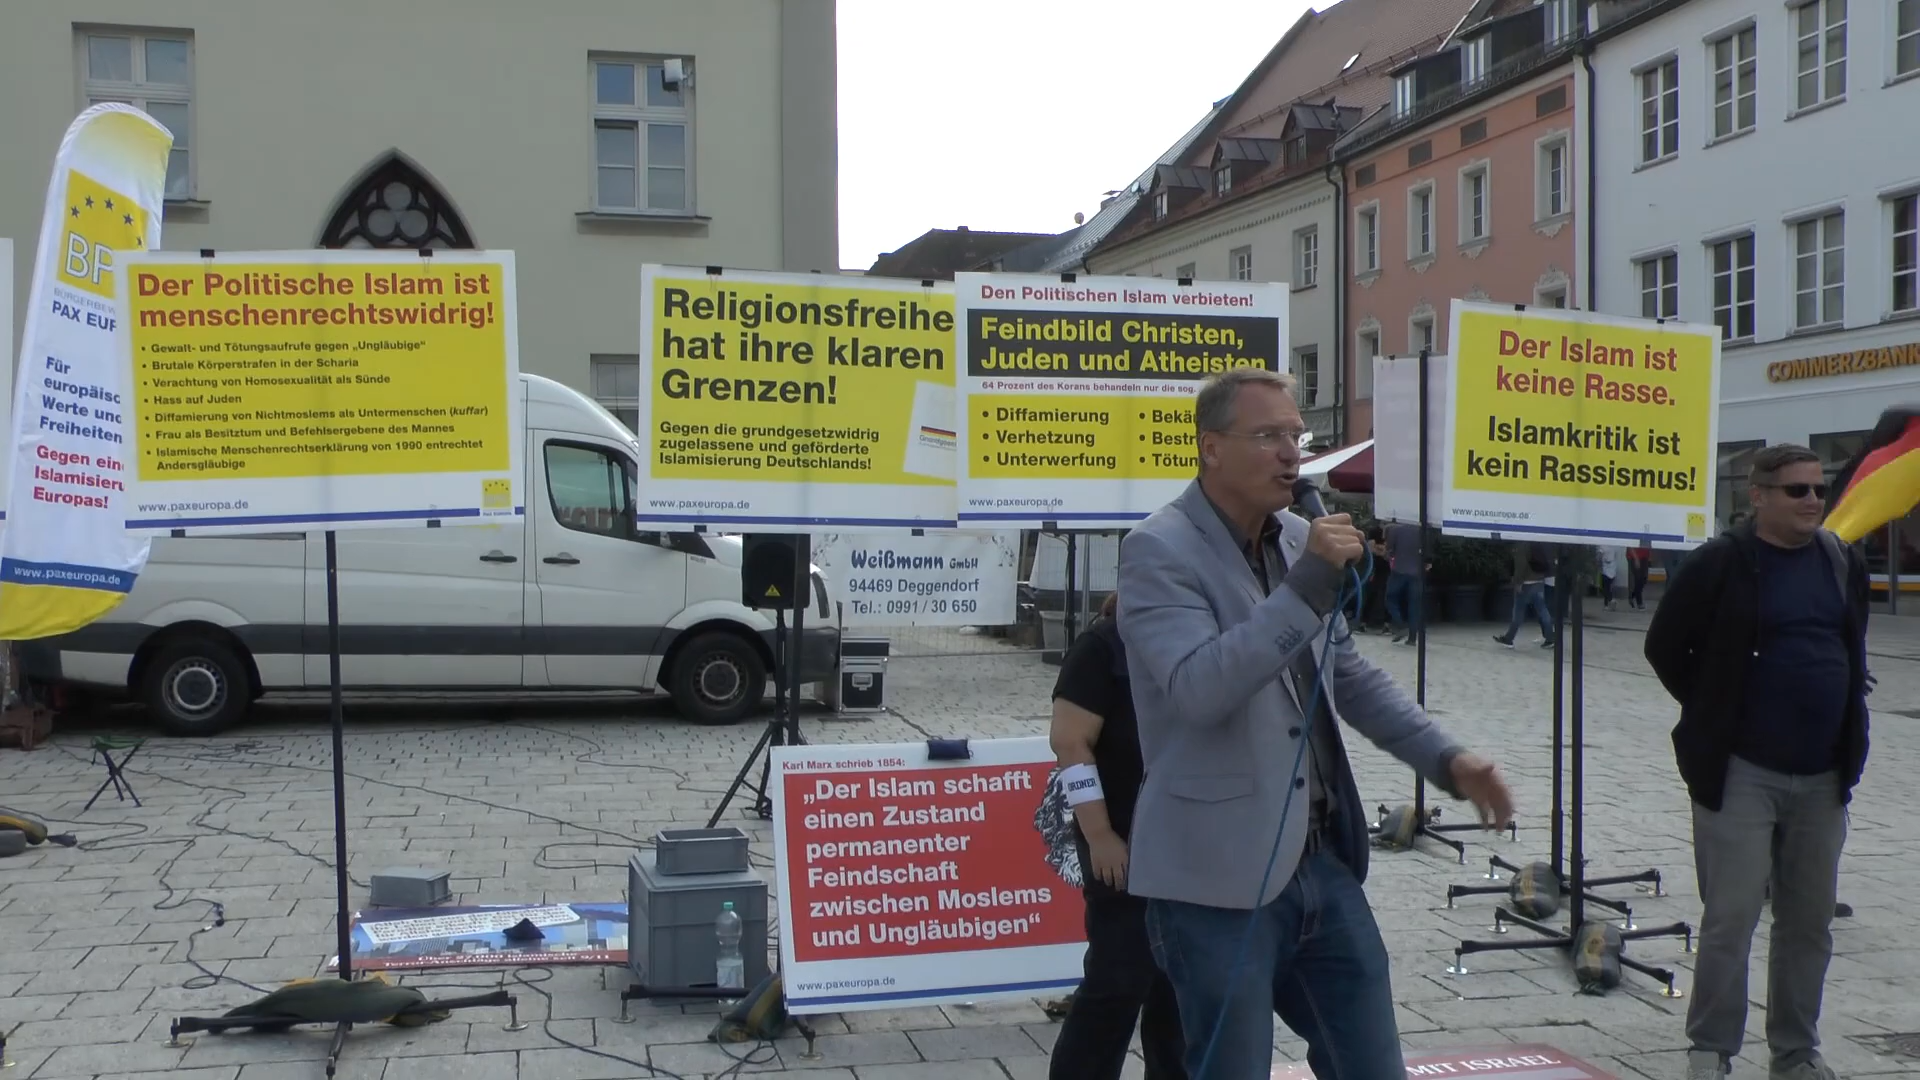 BP
PAX EUR
Für
europäisc
Werte und
Freiheiten
Gegen ein
Islamisieru
Europas!
www.paxeuropa.de
Der Politische Islam ist
menschenrechtswidrig!
• Gewalt- und Tötungsaufrufe gegen „Ungläubige“
• Brutale Körperstrafen in der Scharia
• Verachtung von Homosexualität als Sünde
• Hass auf Juden
• Diffamierung von Nichtmoslems als Untermenschen (kuffar)
• Frau als Besitztum und Befehlsergebene des Mannes
• Islamische Menschenrechtserklärung von 1990 entrechtet
Andersgläubige
www.paxeuropa.de
Religionsfreihe
hat ihre klaren
Grenzen!
Gegen die grundgesetzwidrig
zugelassene und geförderte
Islamisierung Deutschlands!
Grundgesetz
www.paxeuropa.de
Den Politischen Islam verbieten!
Feindbild Christen,
Juden und Atheisten
64 Prozent des Korans behandeln nur die sog.
• Diffamierung
• Verhetzung
• Unterwerfung
• Bekä
• Bestr
• Tötun
www.paxeuropa.de
Der Islam ist
keine Rasse.
Islamkritik ist
kein Rassismus!
www.paxeuropa.de
COMMERZBANK
Weißmann GmbH
94469 Deggendorf
Tel.: 0991 / 30 650
Karl Marx schrieb 1854:
„Der Islam schafft
einen Zustand
permanenter
Feindschaft
zwischen Moslems
und Ungläubigen“
www.paxeuropa.de
ORDNER
MIT ISRAEL